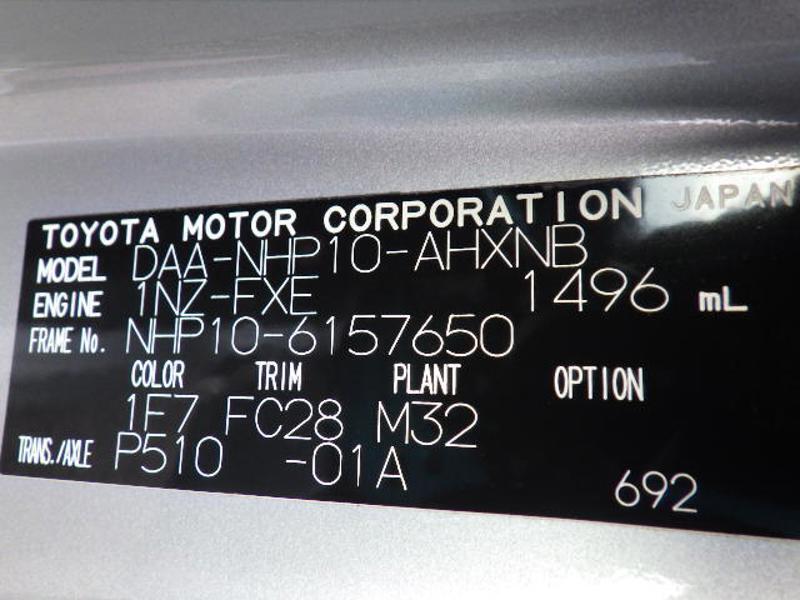 TOYOTA MOTOR CORPORATION JAPAN
MODEL DAA-NHP10-AHXNB
ENGINE 1NZ-FXE 1496 mL
FRAME No. NHP10-6157650
COLOR TRIM PLANT OPTION
1F7 FC28 M32
TRANS./AXLE P510 -01A
692